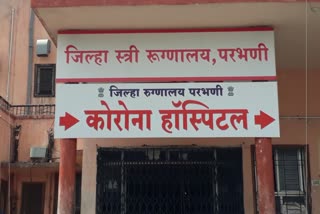 जिल्हा स्त्री रूग्णालय, परभणी
जिल्हा रुग्णालय परभणी
कोरोना हॉस्पिटल